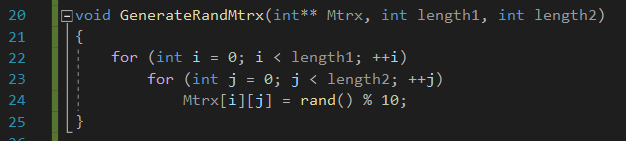 20 void GenerateRandMtrx(int** Mtrx, int length1, int length2)
21 {
22 for (int i = 0; i < length1; ++i)
23 for (int j = 0; j < length2; ++j)
24 Mtrx[i][j] = rand() % 10;
25 }